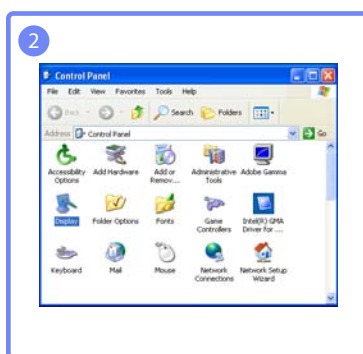 2
Control Panel
File Edit View Favorites Tools Help
Back Search Folders
Address Control Panel Go
Accessibility Options Add Hardware Add or Remov... Administrative Tools Adobe Gamma
Display Folder Options Fonts Game Controllers Intel(R) GMA Driver for ...
Keyboard Mail Mouse Network Connections Network Setup Wizard